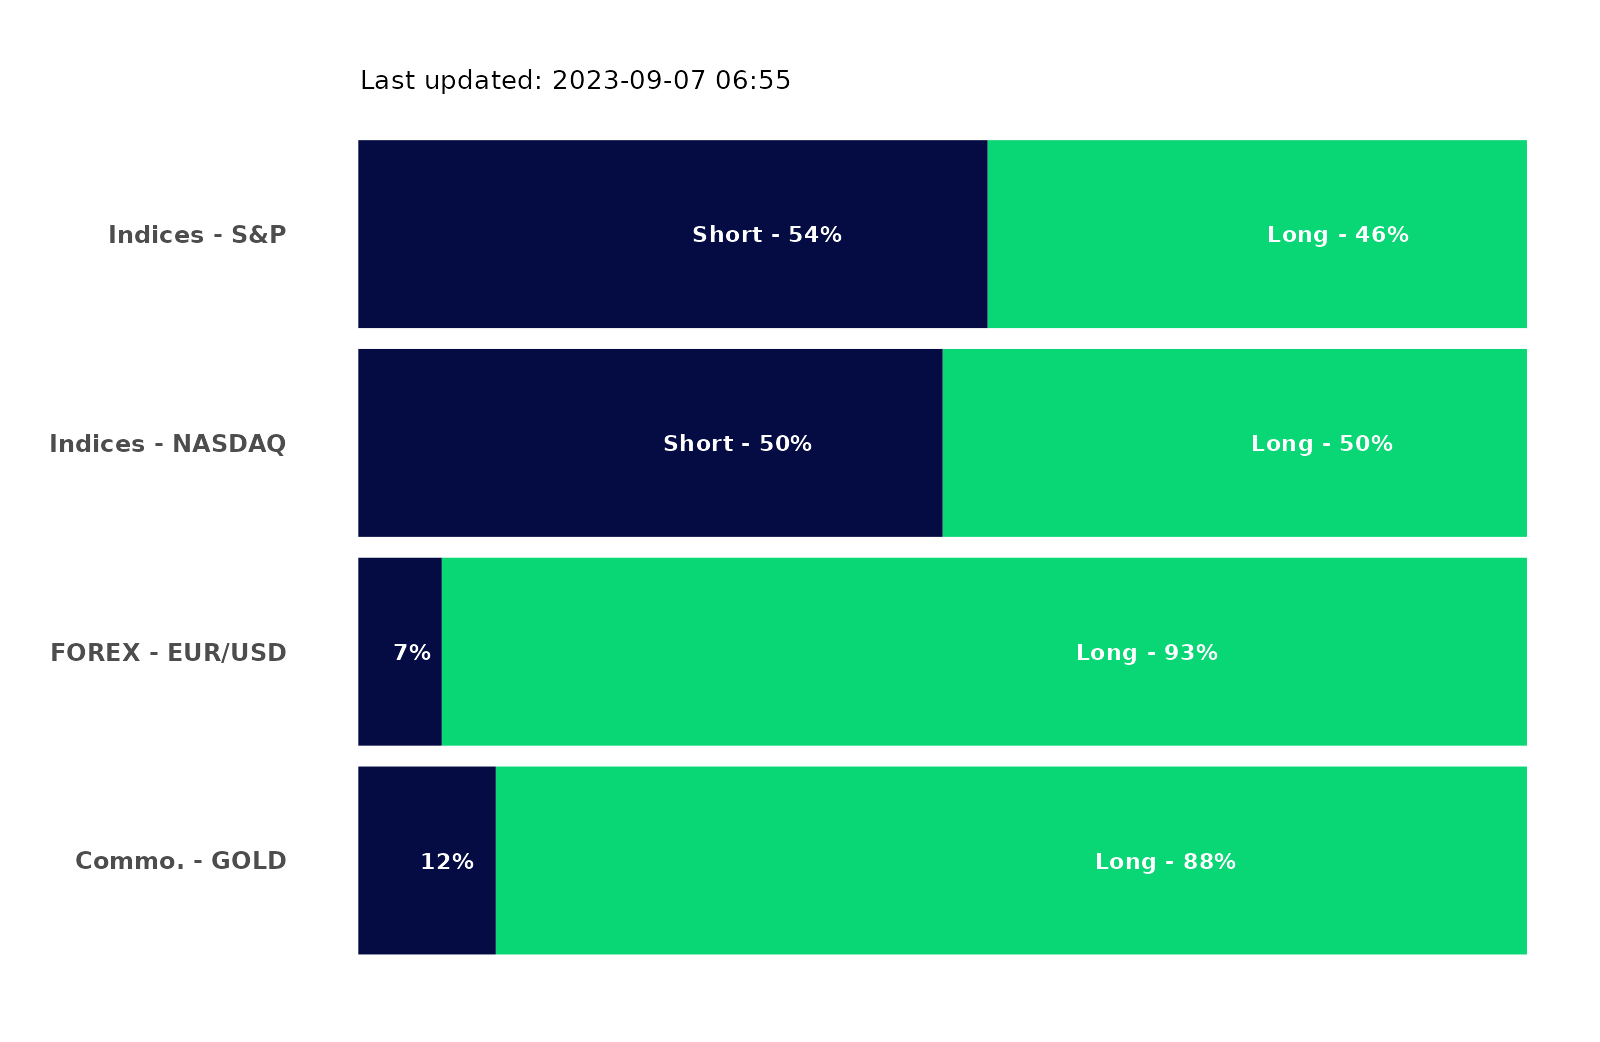 Last updated: 2023-09-07 06:55
Indices - S&P Short - 54% Long - 46%
Indices - NASDAQ Short - 50% Long - 50%
FOREX - EUR/USD 7% Long - 93%
Commo. - GOLD 12% Long - 88%